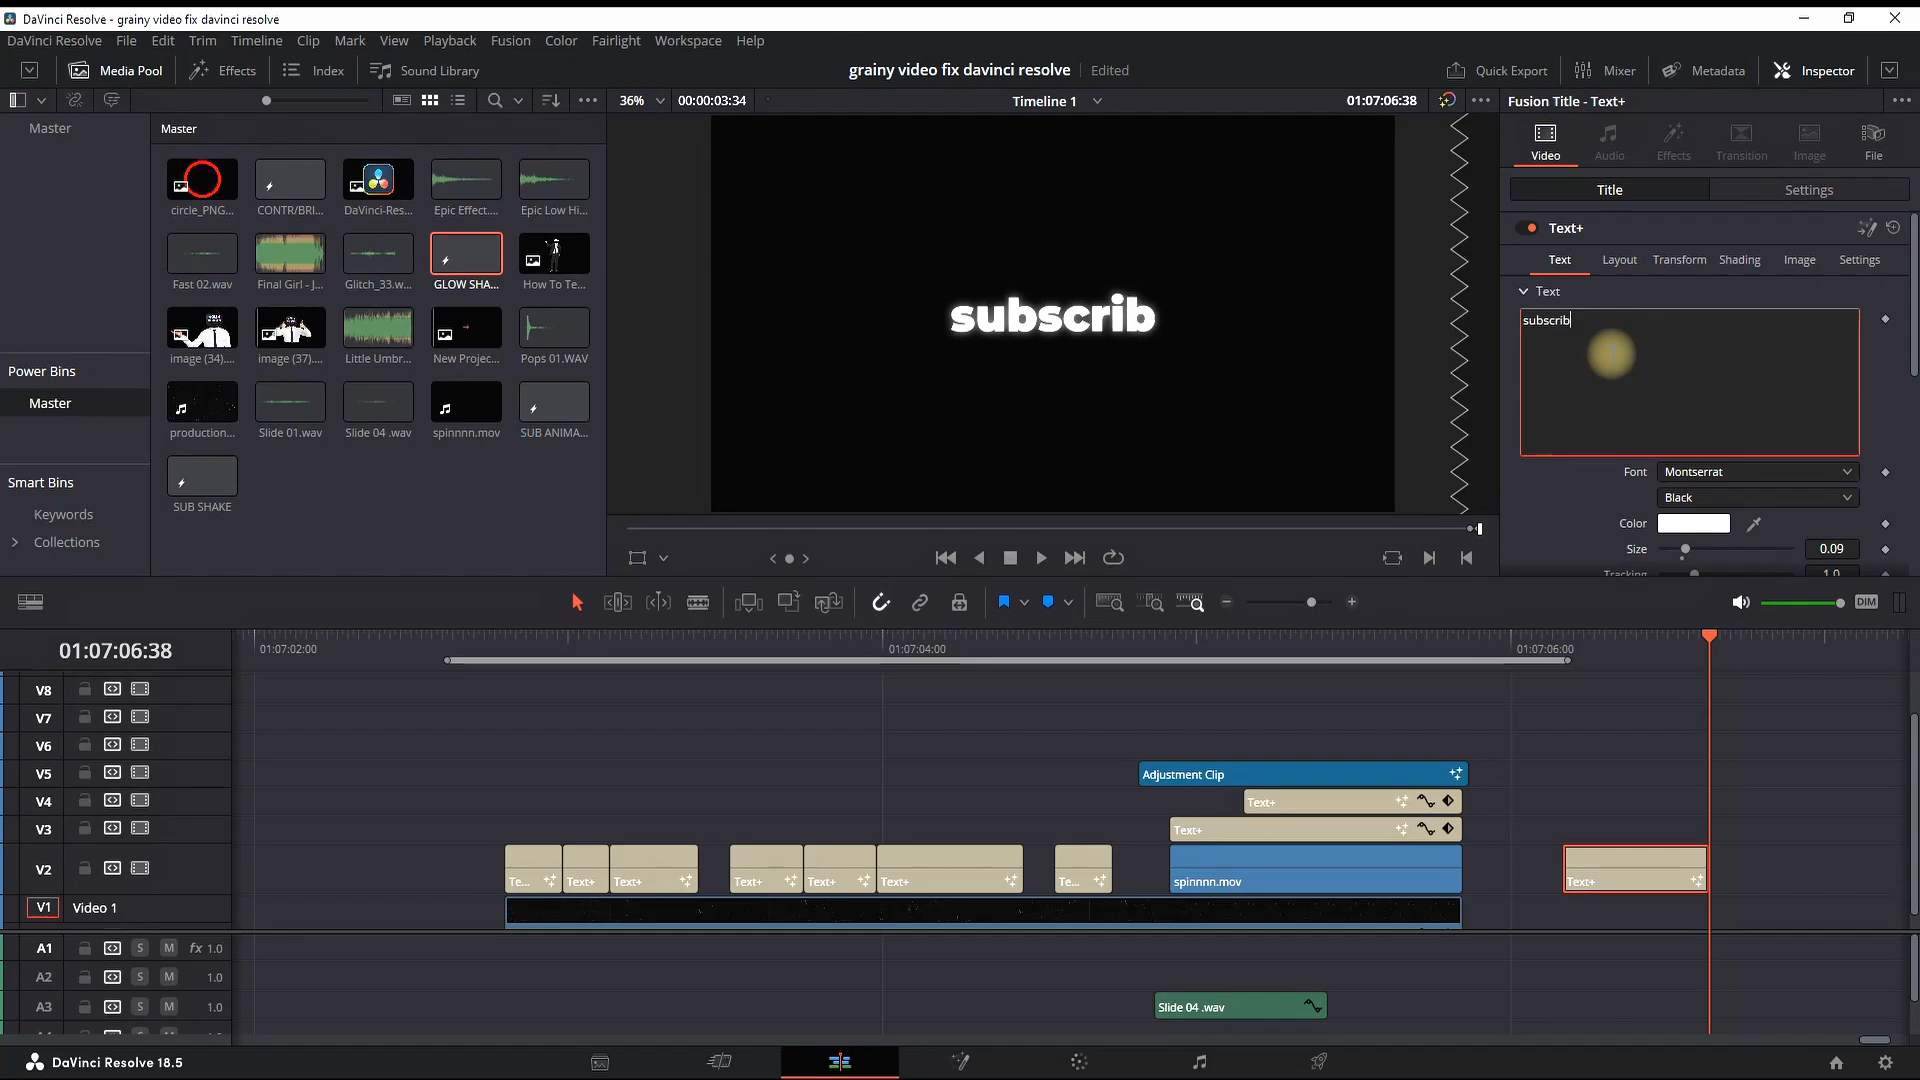 DaVinci Resolve - grainy video fix davinci resolve
DaVinci Resolve File Edit Trim Timeline Clip Mark View Playback Fusion Color Fairlight Workspace Help
Media Pool Effects Index Sound Library grainy video fix davinci resolve Edited Quick Export Mixer Metadata Inspector
36% 00:00:03:34 Timeline 1 01:07:06:38 Fusion Title - Text+
Master Master
Video Audio Effects Transition Image File
Title Settings
circle_PNG... CONTR/BRI... DaVinci-Res... Epic Effect.... Epic Low Hi...
Text+
Text Layout Transform Shading Image Settings
Fast 02.wav Final Girl - J... Glitch_33.w... GLOW SHA... How To Te...
Text
subscrib
subscrib
image (34).... image (37).... Little Umbr... New Projec... Pops 01.WAV
Power Bins
Master
production... Slide 01.wav Slide 04 .wav spinnnn.mov SUB ANIMA...
Font Montserrat
Black
Smart Bins
SUB SHAKE
Keywords
Collections
Color
Size 0.09
Tracking 1.0
DIM
01:07:06:38
01:07:02:00 01:07:04:00 01:07:06:00
V8
V7
V6
V5 Adjustment Clip
V4 Text+
V3 Text+
V2 Te... Text+ Text+ Text+ Text+ Text+ Te... spinnnn.mov Text+
V1 Video 1
A1 S M fx 1.0
A2 S M 1.0
A3 S M 1.0 Slide 04 .wav
DaVinci Resolve 18.5